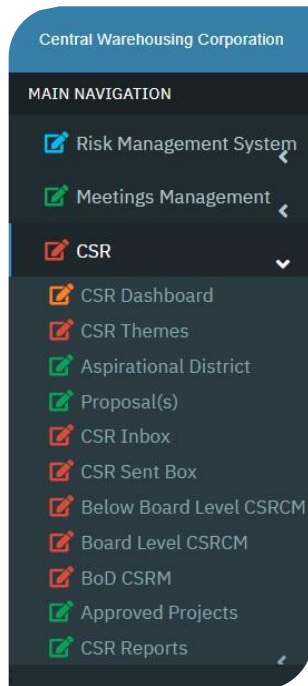 Central Warehousing Corporation
MAIN NAVIGATION
Risk Management System
Meetings Management
CSR
CSR Dashboard
CSR Themes
Aspirational District
Proposal(s)
CSR Inbox
CSR Sent Box
Below Board Level CSRCM
Board Level CSRCM
BoD CSRM
Approved Projects
CSR Reports